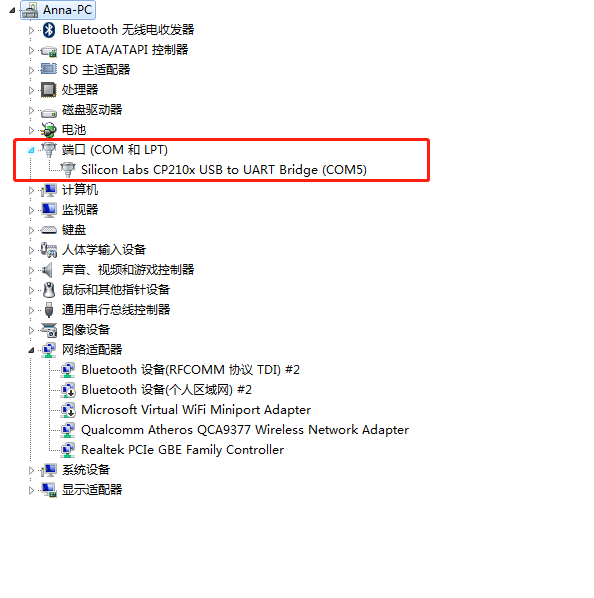 Anna-PC
Bluetooth 无线电收发器
IDE ATA/ATAPI 控制器
SD 主适配器
处理器
磁盘驱动器
电池
端口 (COM 和 LPT)
Silicon Labs CP210x USB to UART Bridge (COM5)
计算机
监视器
键盘
人体学输入设备
声音、视频和游戏控制器
鼠标和其他指针设备
通用串行总线控制器
图像设备
网络适配器
Bluetooth 设备(RFCOMM 协议 TDI) #2
Bluetooth 设备(个人区域网) #2
Microsoft Virtual WiFi Miniport Adapter
Qualcomm Atheros QCA9377 Wireless Network Adapter
Realtek PCIe GBE Family Controller
系统设备
显示适配器